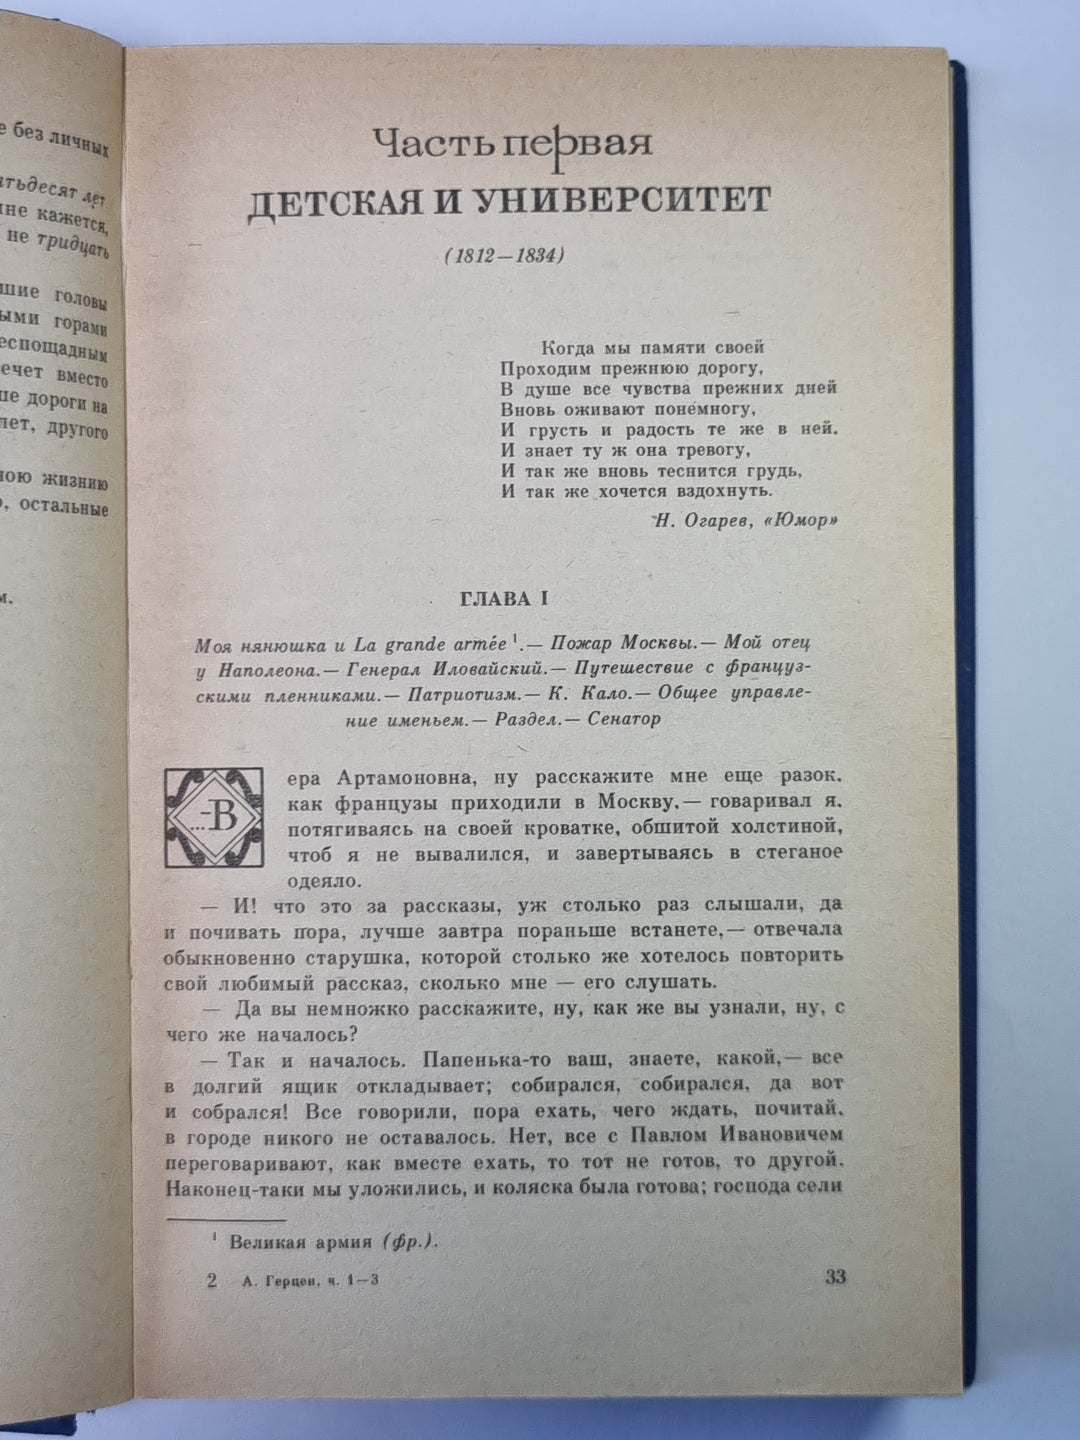 е без личных
ятьдесят лет
мне кажется,
не тридцать
шие головы
ыми горами
еспощадным
ечет вместо
ше дороги на
лет, другого
ною жизнию
о, остальные
м.
Часть первая
ДЕТСКАЯ И УНИВЕРСИТЕТ
(1812—1834)
Когда мы памяти своей
Проходим прежнюю дорогу,
В душе все чувства прежних дней
Вновь оживают понемногу,
И грусть и радость те же в ней.
И знает ту ж она тревогу,
И так же вновь теснится грудь,
И так же хочется вздохнуть.
Н. Огарев, «Юмор»
ГЛАВА I
Моя нянюшка и La grande armée ¹.— Пожар Москвы.— Мой отец
у Наполеона.— Генерал Иловайский.— Путешествие с француз-
скими пленниками.— Патриотизм.— К. Кало.— Общее управле-
ние именьем.— Раздел.— Сенатор
...–В
ера Артамоновна, ну расскажите мне еще разок,
как французы приходили в Москву,— говаривал я,
потягиваясь на своей кроватке, обшитой холстиной,
чтоб я не вывалился, и завертываясь в стеганое
одеяло.
— И! что это за рассказы, уж столько раз слышали, да
и почивать пора, лучше завтра пораньше встанете,— отвечала
обыкновенно старушка, которой столько же хотелось повторить
свой любимый рассказ, сколько мне — его слушать.
— Да вы немножко расскажите, ну, как же вы узнали, ну, с
чего же началось?
— Так и началось. Папенька-то ваш, знаете, какой,— все
в долгий ящик откладывает; собирался, собирался, да вот
и собрался! Все говорили, пора ехать, чего ждать, почитай,
в городе никого не оставалось. Нет, все с Павлом Ивановичем
переговаривают, как вместе ехать, то тот не готов, то другой.
Наконец-таки мы уложились, и коляска была готова; господа сели
¹ Великая армия (фр.).
2 А. Герцен, ч. 1—3
33